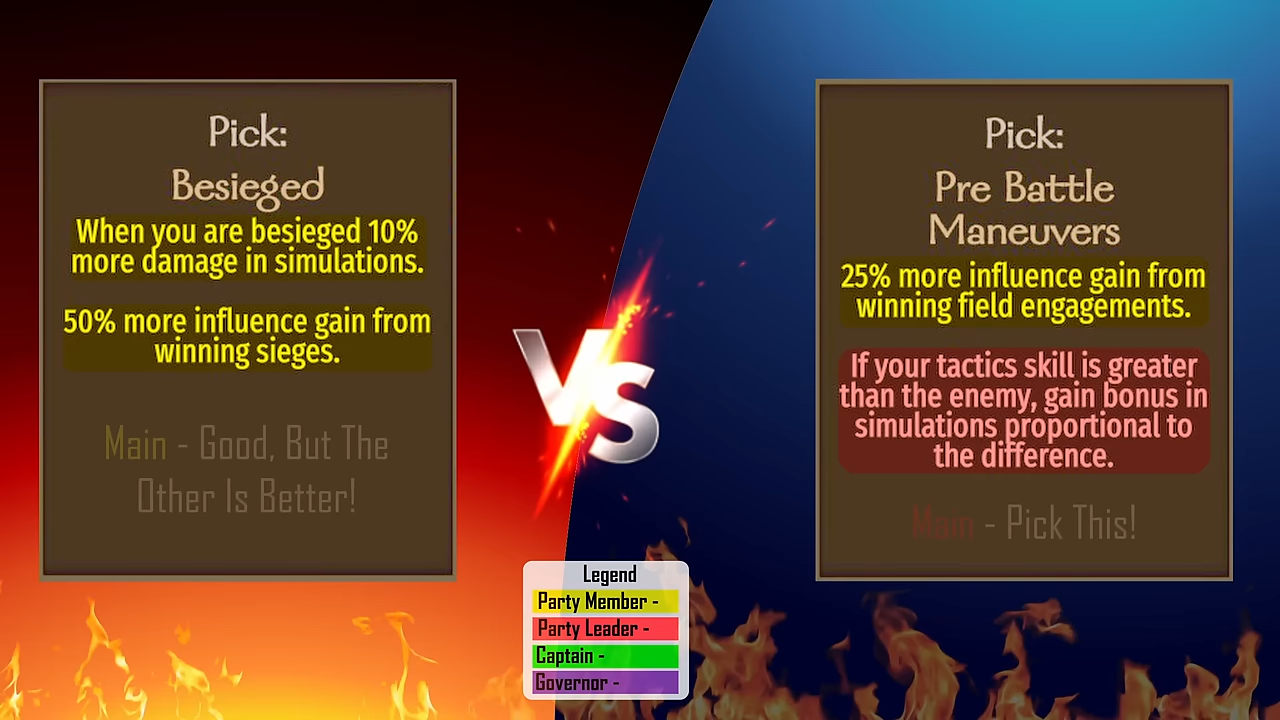 Pick:
Besieged
When you are besieged 10%
more damage in simulations.
50% more influence gain from
winning sieges.
Main - Good, But The
Other Is Better!
VS
Pick:
Pre Battle
Maneuvers
25% more influence gain from
winning field engagements.
If your tactics skill is greater
than the enemy, gain bonus in
simulations proportional to
the difference.
Main - Pick This!
Legend
Party Member -
Party Leader -
Captain -
Governor -